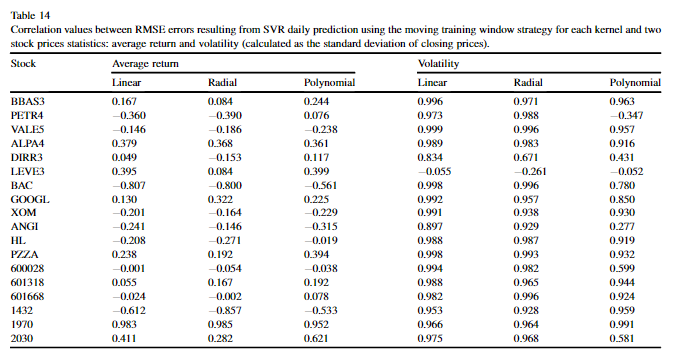 Table 14
Correlation values between RMSE errors resulting from SVR daily prediction using the moving training window strategy for each kernel and two
stock prices statistics: average return and volatility (calculated as the standard deviation of closing prices).
Stock Average return Volatility
Linear Radial Polynomial Linear Radial Polynomial
BBAS3 0.167 0.084 0.244 0.996 0.971 0.963
PETR4 −0.360 −0.390 0.076 0.973 0.988 −0.347
VALE5 −0.146 −0.186 −0.238 0.999 0.996 0.957
ALPA4 0.379 0.368 0.361 0.989 0.983 0.916
DIRR3 0.049 −0.153 0.117 0.834 0.671 0.431
LEVE3 0.395 0.084 0.399 −0.055 −0.261 −0.052
BAC −0.807 −0.800 −0.561 0.998 0.996 0.780
GOOGL 0.130 0.322 0.225 0.992 0.957 0.850
XOM −0.201 −0.164 −0.229 0.991 0.938 0.930
ANGI −0.241 −0.146 −0.315 0.897 0.929 0.277
HL −0.208 −0.271 −0.019 0.988 0.987 0.919
PZZA 0.238 0.192 0.394 0.998 0.993 0.932
600028 −0.001 −0.054 −0.038 0.994 0.982 0.599
601318 0.055 0.167 0.192 0.988 0.965 0.944
601668 −0.024 −0.002 0.078 0.982 0.996 0.924
1432 −0.612 −0.857 −0.533 0.953 0.928 0.959
1970 0.983 0.985 0.952 0.966 0.964 0.991
2030 0.411 0.282 0.621 0.975 0.968 0.581